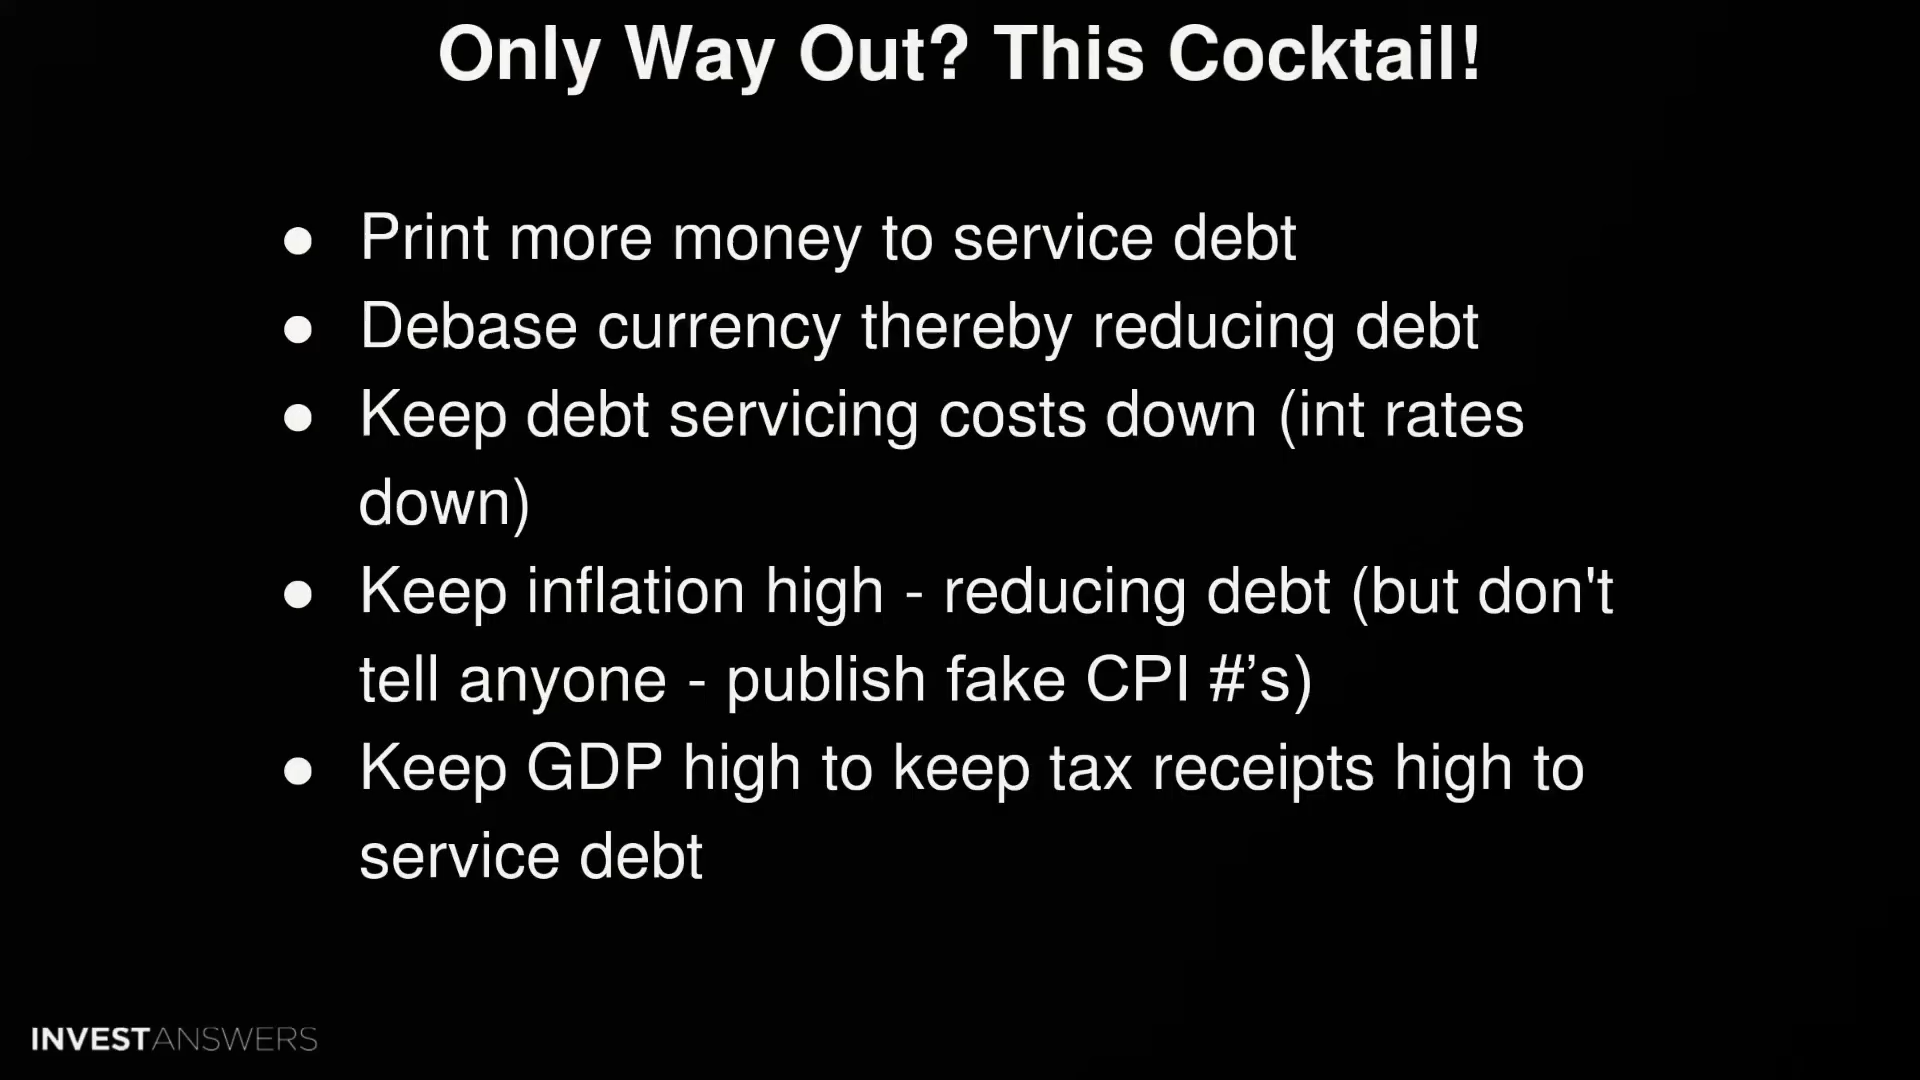 Only Way Out? This Cocktail!
● Print more money to service debt
● Debase currency thereby reducing debt
● Keep debt servicing costs down (int rates
down)
● Keep inflation high - reducing debt (but don't
tell anyone - publish fake CPI #’s)
● Keep GDP high to keep tax receipts high to
service debt
INVESTANSWERS